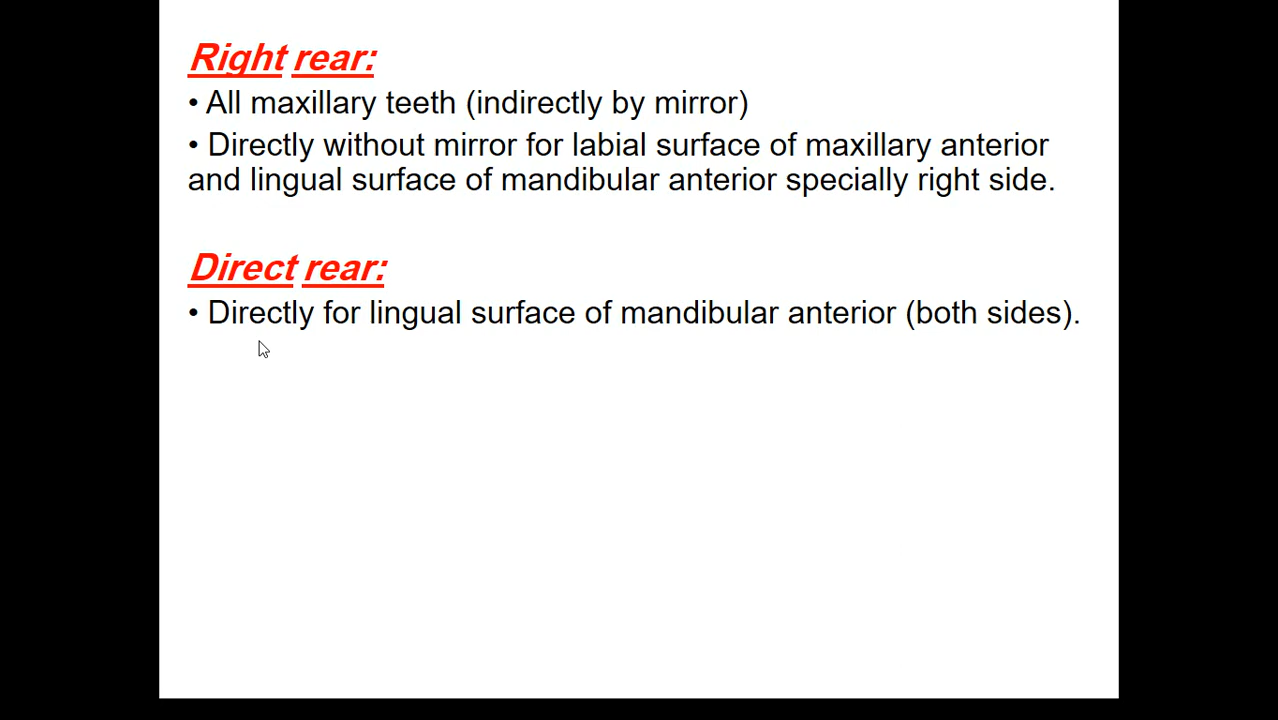 Right rear:
• All maxillary teeth (indirectly by mirror)
• Directly without mirror for labial surface of maxillary anterior
and lingual surface of mandibular anterior specially right side.
Direct rear:
• Directly for lingual surface of mandibular anterior (both sides).